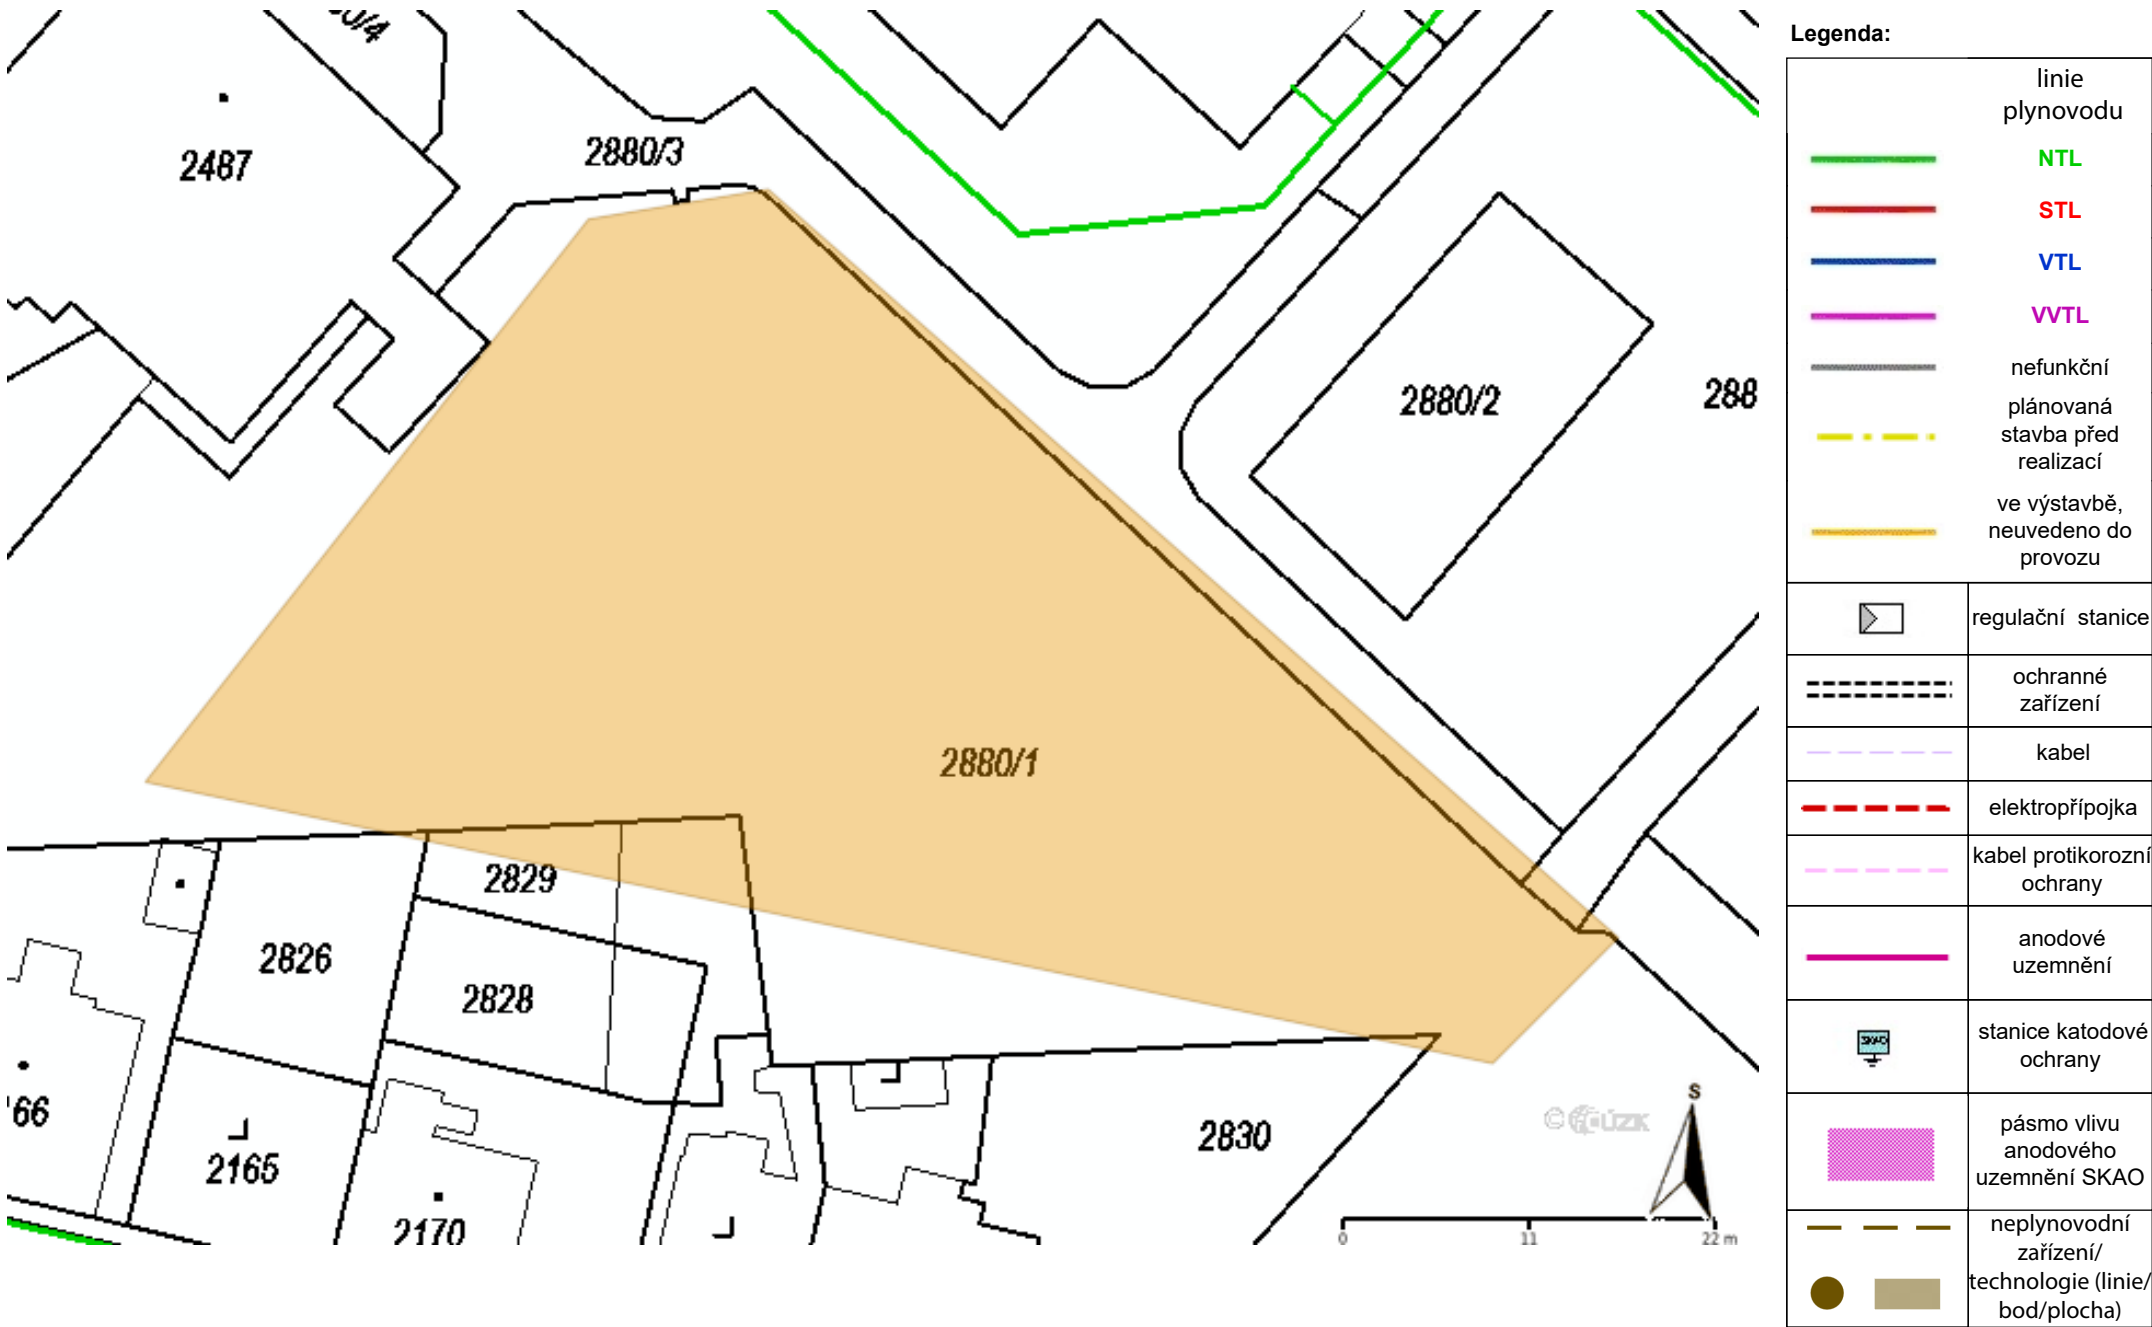 2487
2880/3
2880/2
288
2880/1
2829
2826
2828
66
2165
2170
2830
S
0 11 22 m
Legenda:
linie
plynovodu
NTL
STL
VTL
VVTL
nefunkční
plánovaná
stavba před
realizací
ve výstavbě,
neuvedeno do
provozu
regulační stanice
ochranné
zařízení
kabel
elektropřípojka
kabel protikorozní
ochrany
anodové
uzemnění
SKAO
stanice katodové
ochrany
pásmo vlivu
anodového
uzemnění SKAO
neplynovodní
zařízení/
technologie (linie/
bod/plocha)